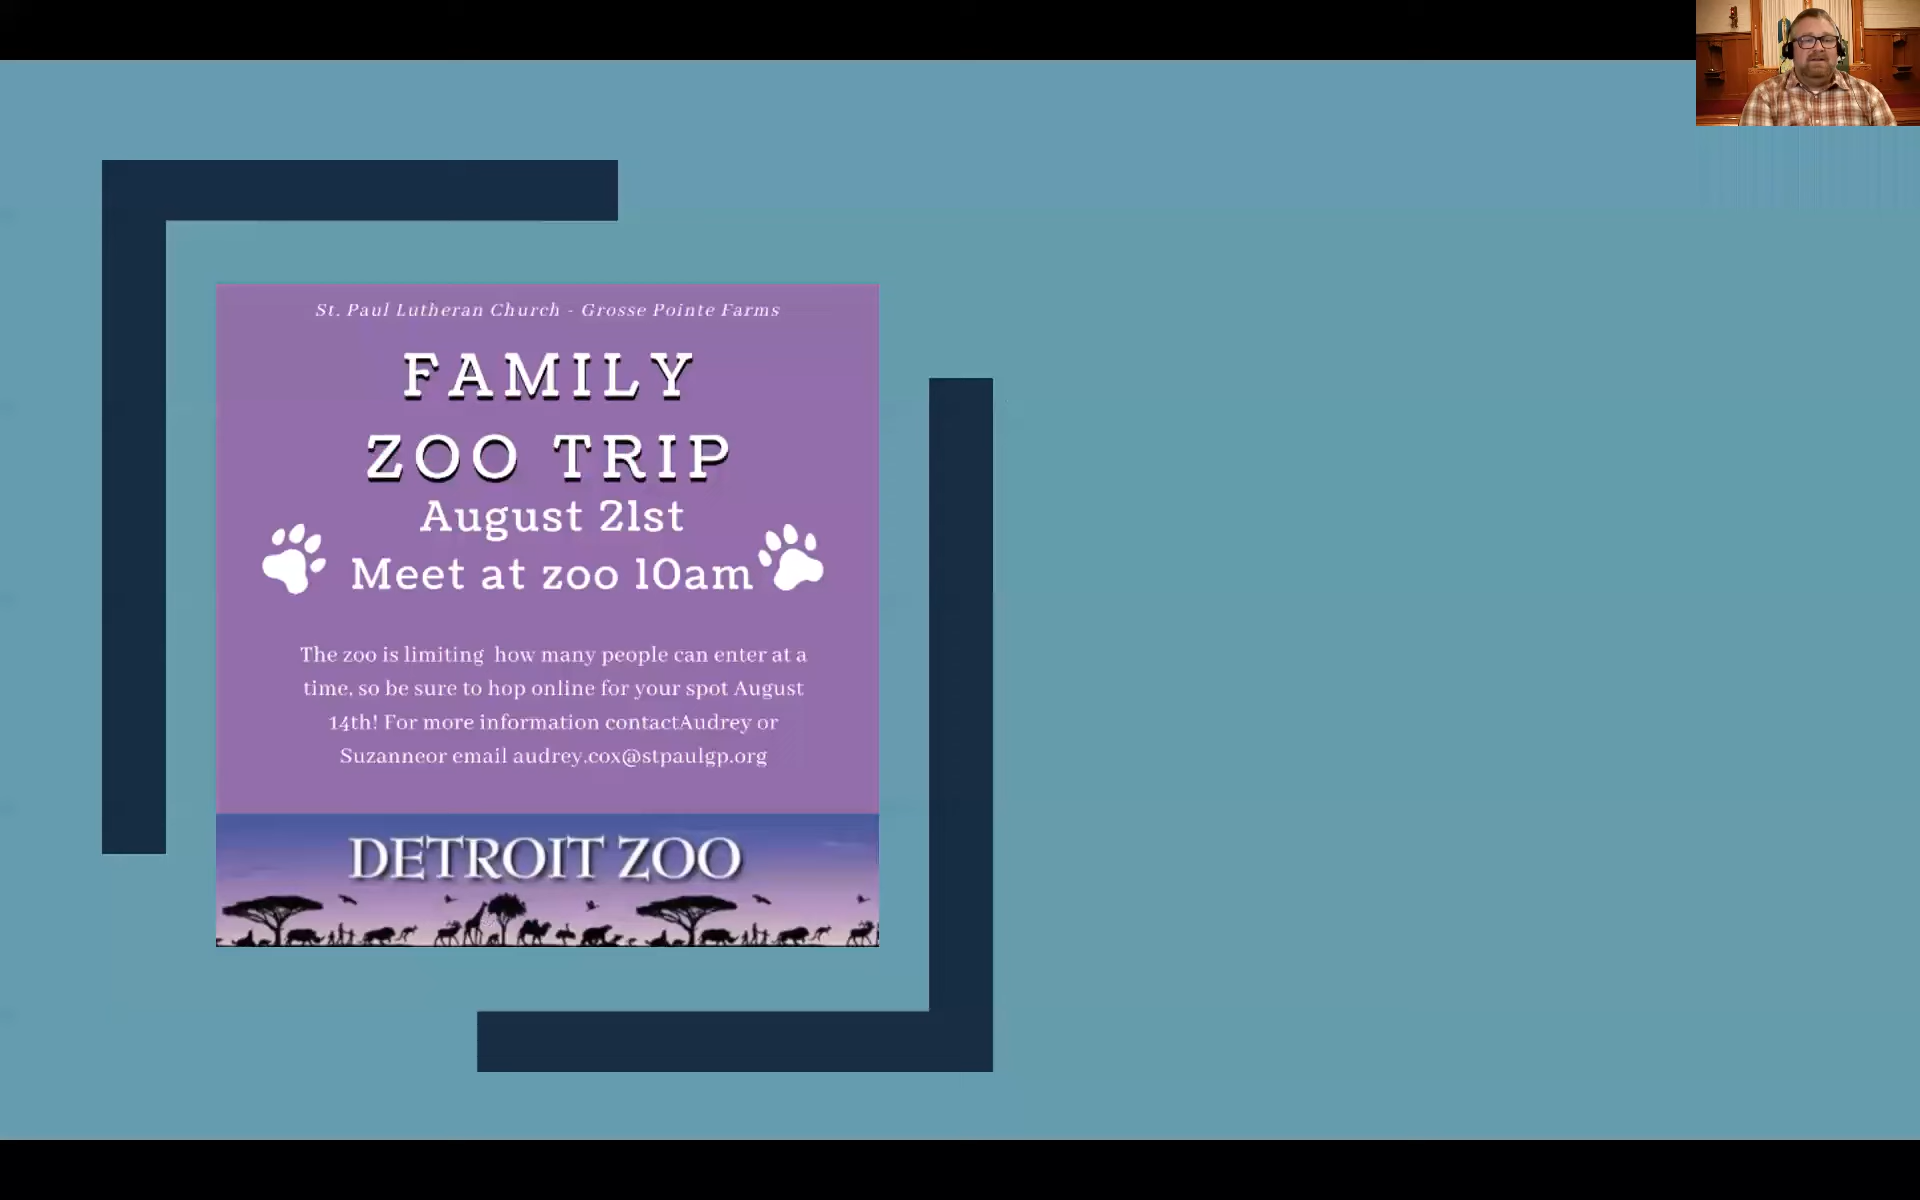 St. Paul Lutheran Church - Grosse Pointe Farms
FAMILY
ZOO TRIP
August 21st
Meet at zoo 10am
The zoo is limiting how many people can enter at a
time, so be sure to hop online for your spot August
14th! For more information contactAudrey or
Suzanneor email audrey.cox@stpaulgp.org
DETROIT ZOO